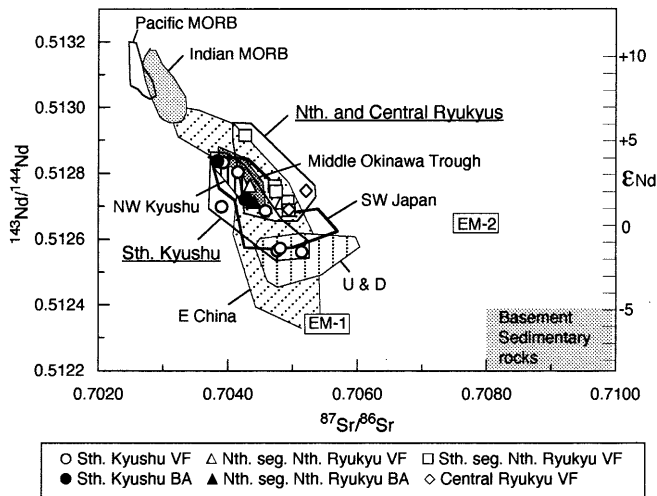 Pacific MORB
Indian MORB
Nth. and Central Ryukyus
Middle Okinawa Trough
NW Kyushu
SW Japan
Sth. Kyushu
EM-2
U & D
E China
EM-1
Basement
Sedimentary
rocks
0.5132
0.5130
0.5128
0.5126
0.5124
0.5122
¹⁴³Nd/¹⁴⁴Nd
+10
+5
0
-5
εNd
0.7020
0.7040
0.7060
0.7080
0.7100
⁸⁷Sr/⁸⁶Sr
○ Sth. Kyushu VF △ Nth. seg. Nth. Ryukyu VF □ Sth. seg. Nth. Ryukyu VF
● Sth. Kyushu BA ▲ Nth. seg. Nth. Ryukyu BA ◇ Central Ryukyu VF